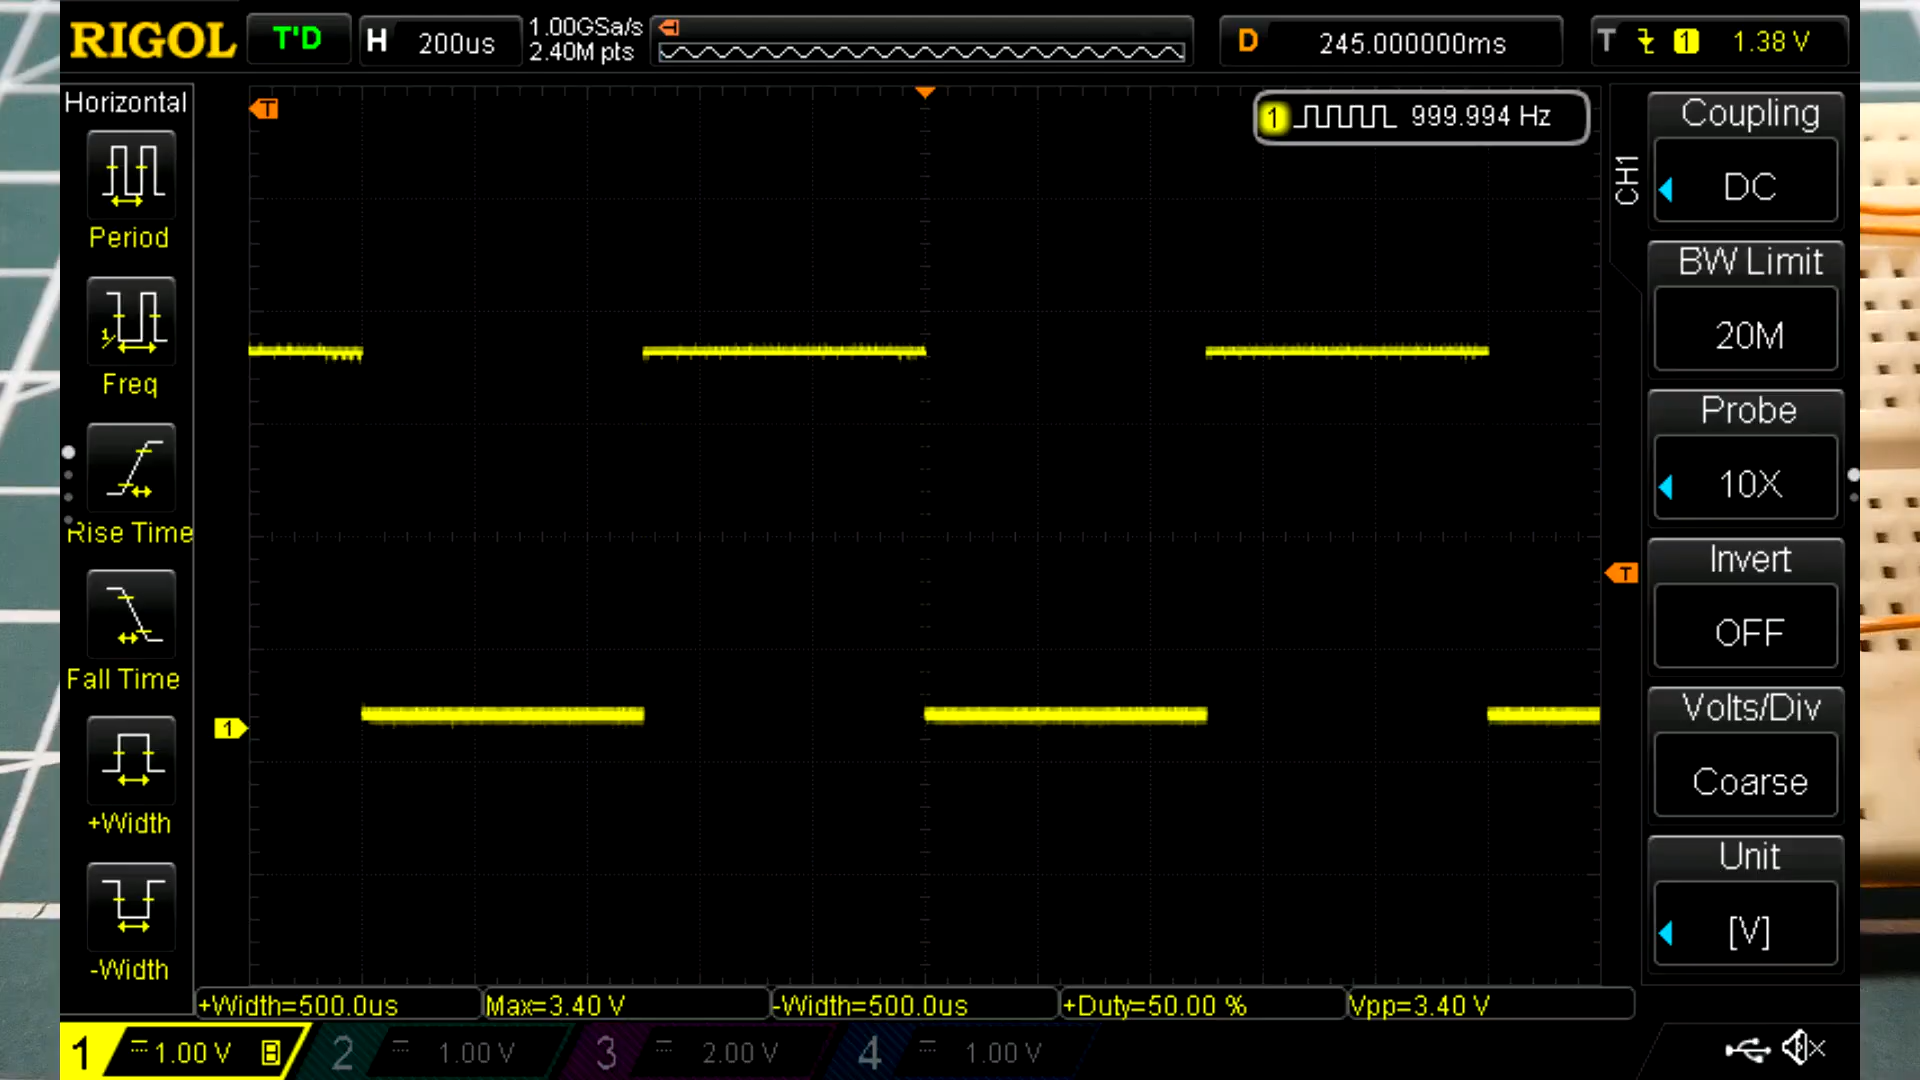 RIGOL
T'D
H 200us
1.00GSa/s
2.40M pts
D 245.000000ms
T 1 1.38 V
Horizontal
Period
Freq
Rise Time
Fall Time
+Width
-Width
T
1 999.994 Hz
T
1
CH1
Coupling
DC
BW Limit
20M
Probe
10X
Invert
OFF
Volts/Div
Coarse
Unit
[V]
+Width=500.0us
Max=3.40 V
-Width=500.0us
+Duty=50.00 %
Vpp=3.40 V
1 1.00 V B
2 1.00 V
3 2.00 V
4 1.00 V